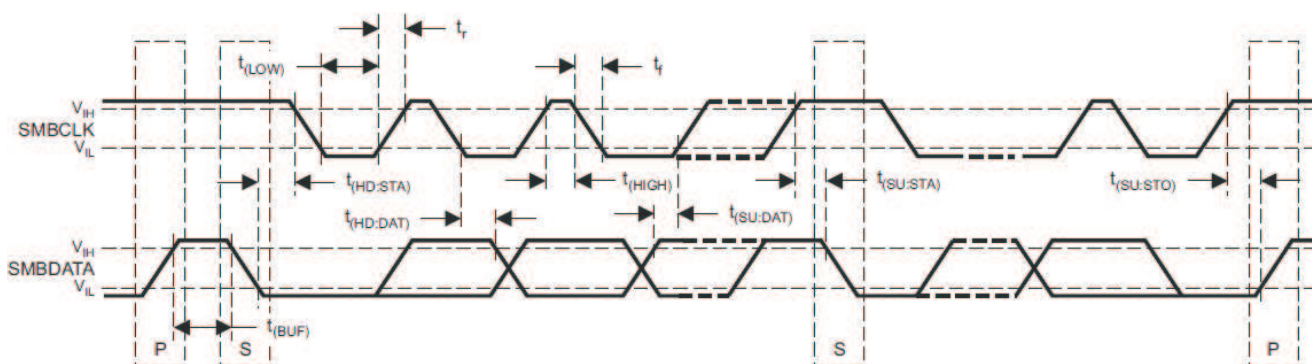 t_r
t_(LOW)
t_f
V_IH
SMBCLK
V_IL
t_(HD:STA)
t_(HIGH)
t_(SU:STA)
t_(SU:STO)
t_(HD:DAT)
t_(SU:DAT)
V_IH
SMBDATA
V_IL
t_(BUF)
P S S P